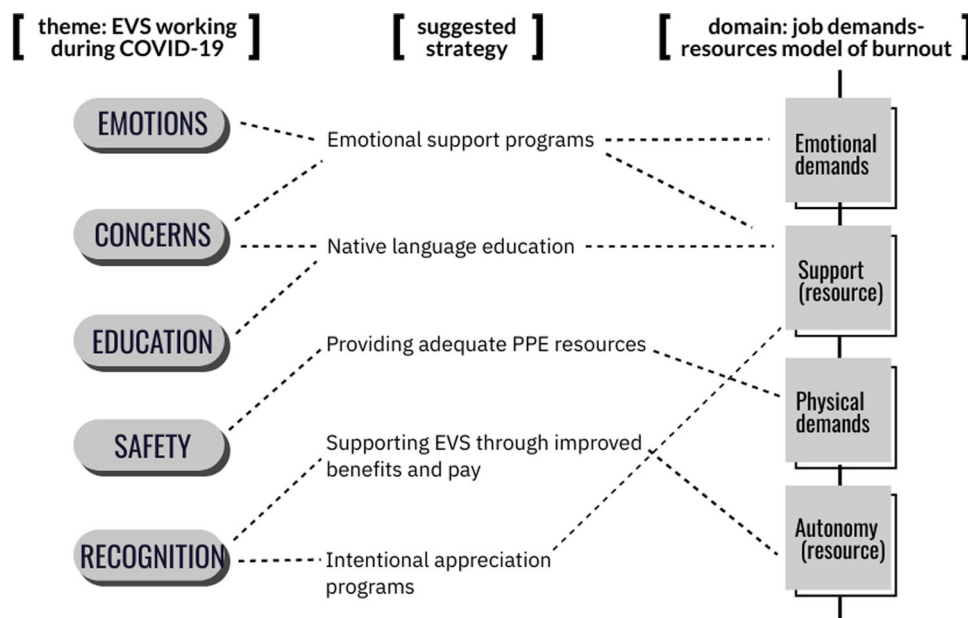 theme: EVS working
during COVID-19
suggested
strategy
domain: job demands-
resources model of burnout
EMOTIONS
CONCERNS
EDUCATION
SAFETY
RECOGNITION
Emotional support programs
Native language education
Providing adequate PPE resources
Supporting EVS through improved
benefits and pay
Intentional appreciation
programs
Emotional
demands
Support
(resource)
Physical
demands
Autonomy
(resource)